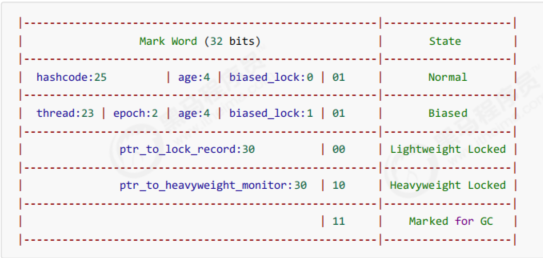 |-------------------------------------------------------|--------------------|
| Mark Word (32 bits) | State |
|-------------------------------------------------------|--------------------|
| hashcode:25 | age:4 | biased_lock:0 | 01 | Normal |
|-------------------------------------------------------|--------------------|
| thread:23 | epoch:2 | age:4 | biased_lock:1 | 01 | Biased |
|-------------------------------------------------------|--------------------|
| ptr_to_lock_record:30 | 00 | Lightweight Locked |
|-------------------------------------------------------|--------------------|
| ptr_to_heavyweight_monitor:30 | 10 | Heavyweight Locked |
|-------------------------------------------------------|--------------------|
| | 11 | Marked for GC |
|-------------------------------------------------------|--------------------|